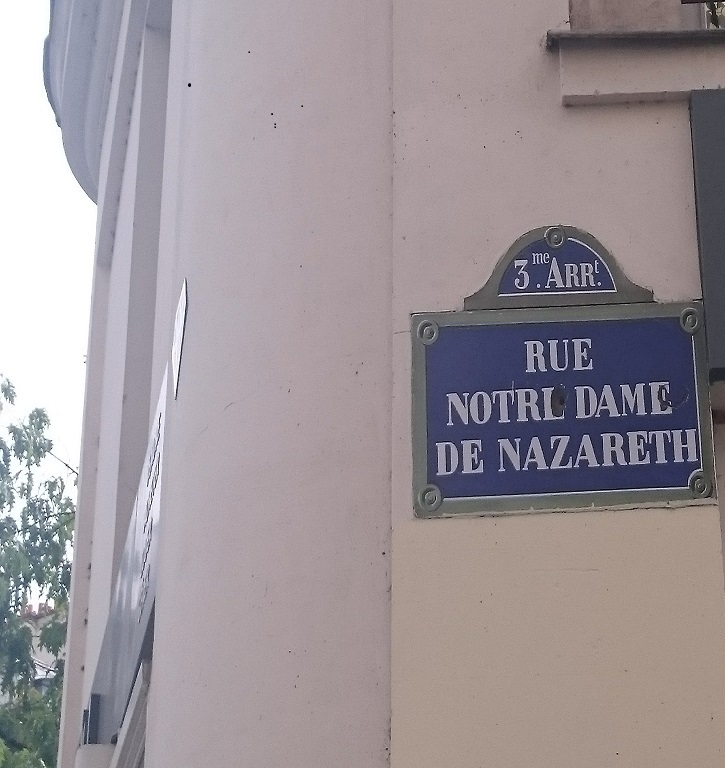 3me. ARRt.
RUE
NOTRE DAME
DE NAZARETH